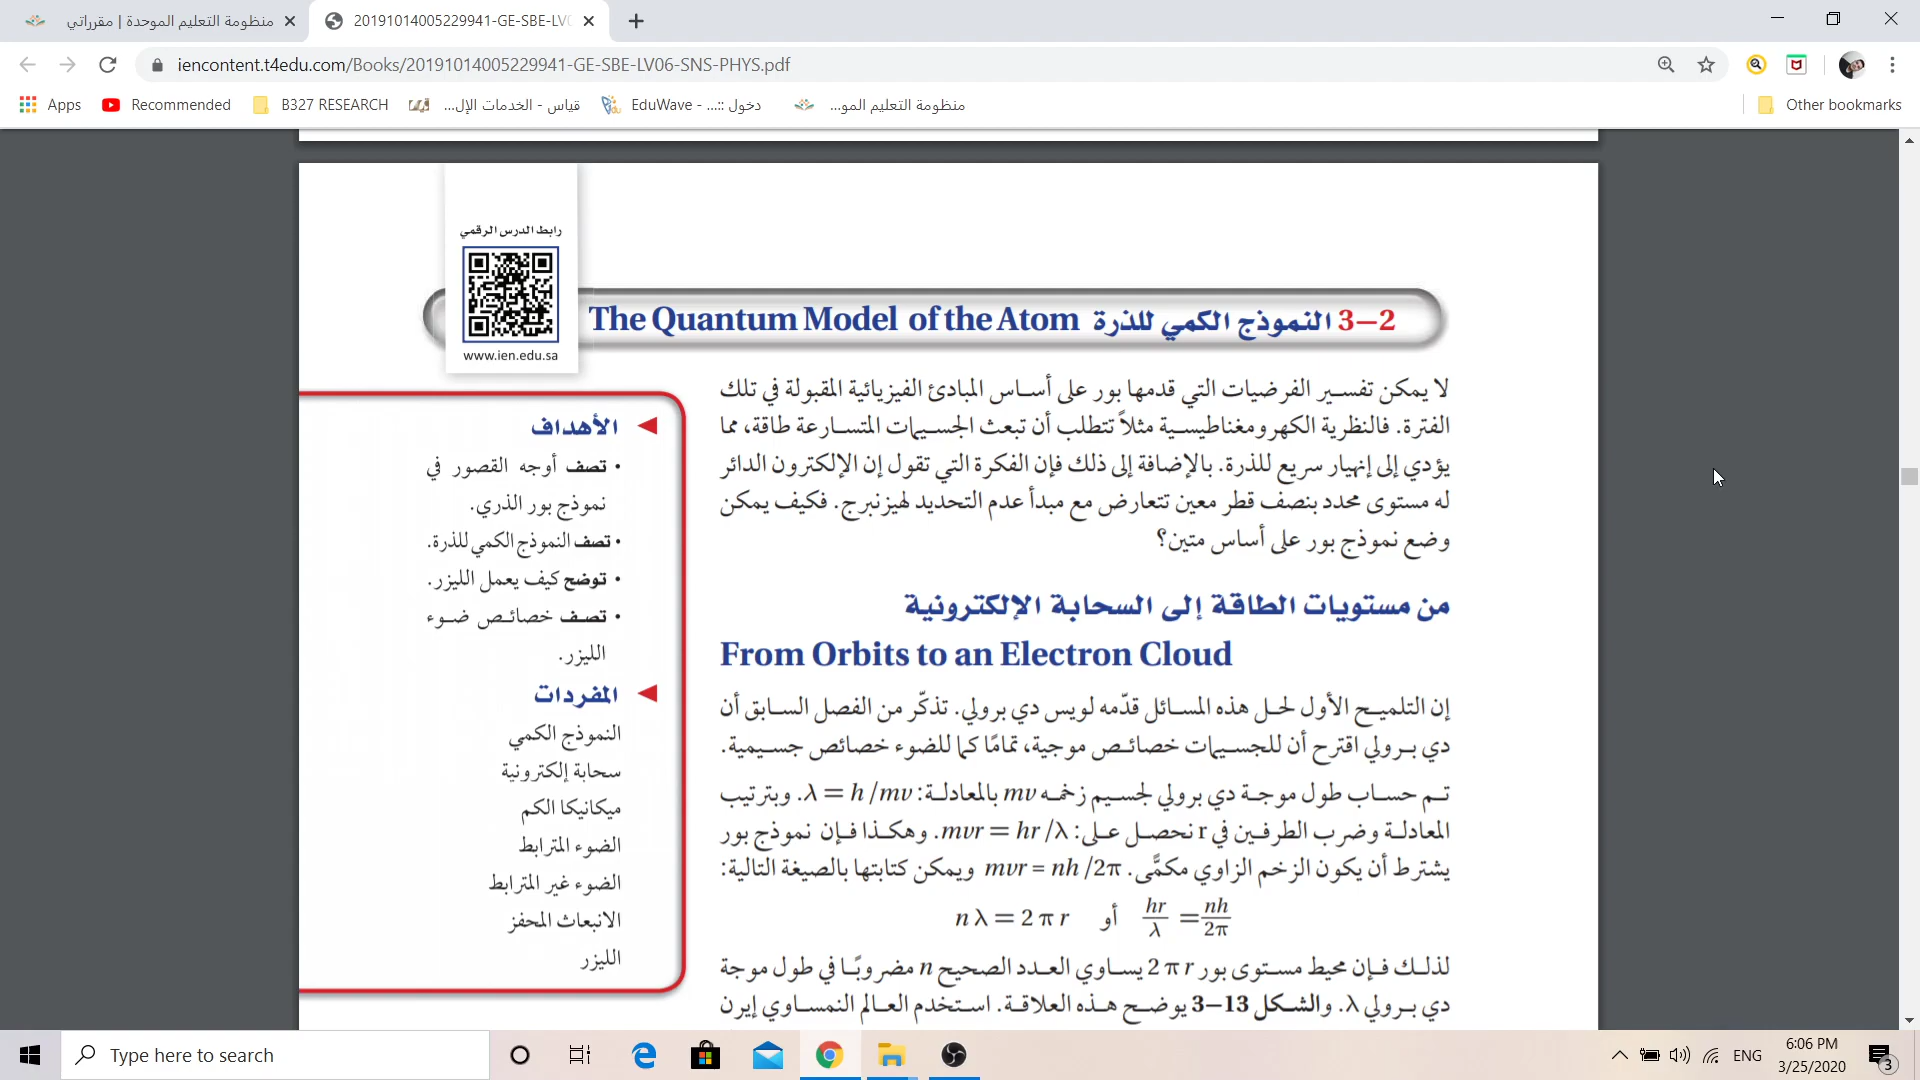 منظومة التعليم الموحدة | مقرراتي
20191014005229941-GE-SBE-LV0
iencontent.t4edu.com/Books/20191014005229941-GE-SBE-LV06-SNS-PHYS.pdf
Apps
Recommended
B327 RESEARCH
قياس - الخدمات الإل...
EduWave - ...:: دخول
منظومة التعليم المو...
Other bookmarks
رابط الدرس الرقمي
www.ien.edu.sa
3–2 النموذج الكمي للذرة The Quantum Model of the Atom
لا يمكن تفسير الفرضيات التي قدمها بور على أساس المبادئ الفيزيائية المقبولة في تلك
الفترة. فالنظرية الكهرومغناطيسية مثلاً تتطلب أن تبعث الجسيمات المتسارعة طاقة، مما
يؤدي إلى إنهيار سريع للذرة. بالإضافة إلى ذلك فإن الفكرة التي تقول إن الإلكترون الدائر
له مستوى محدد بنصف قطر معين تتعارض مع مبدأ عدم التحديد لهيزنبرج. فكيف يمكن
وضع نموذج بور على أساس متين؟
من مستويات الطاقة إلى السحابة الإلكترونية
From Orbits to an Electron Cloud
إن التلميح الأول لحل هذه المسائل قدّمه لويس دي برولي. تذكّر من الفصل السابق أن
دي برولي اقترح أن للجسيمات خصائص موجية، تمامًا كما للضوء خصائص جسيمية.
تم حساب طول موجة دي برولي لجسيم زخمه mv بالمعادلة: λ = h /mv. وبترتيب
المعادلة وضرب الطرفين في r نحصل على: mvr = hr /λ. وهكذا فإن نموذج بور
يشترط أن يكون الزخم الزاوي مكمًّى. mvr = nh /2π ويمكن كتابتها بالصيغة التالية:
hr/λ = nh/2π أو n λ = 2 π r
لذلك فإن محيط مستوى بور 2 π r يساوي العدد الصحيح n مضروبًا في طول موجة
دي برولي λ. والشكل 13–3 يوضح هذه العلاقة. استخدم العالم النمساوي إيرن
الأهداف
• تصف أوجه القصور في
نموذج بور الذري.
• تصف النموذج الكمي للذرة.
• توضح كيف يعمل الليزر.
• تصف خصائص ضوء
الليزر.
المفردات
النموذج الكمي
سحابة إلكترونية
ميكانيكا الكم
الضوء المترابط
الضوء غير المترابط
الانبعاث المحفز
الليزر
Type here to search
ENG
6:06 PM
3/25/2020
3